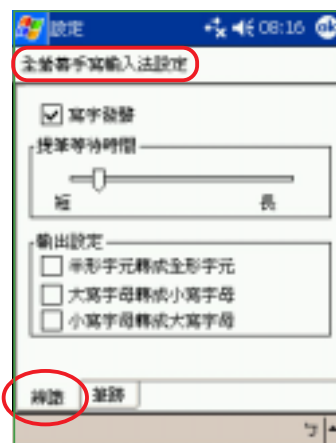 設定 08:16 ok
全螢幕手寫輸入法設定
寫字發聲
提筆等待時間
短 長
輸出設定
半形字元轉成全形字元
大寫字母轉成小寫字母
小寫字母轉成大寫字母
辨識 筆跡
ㄅ